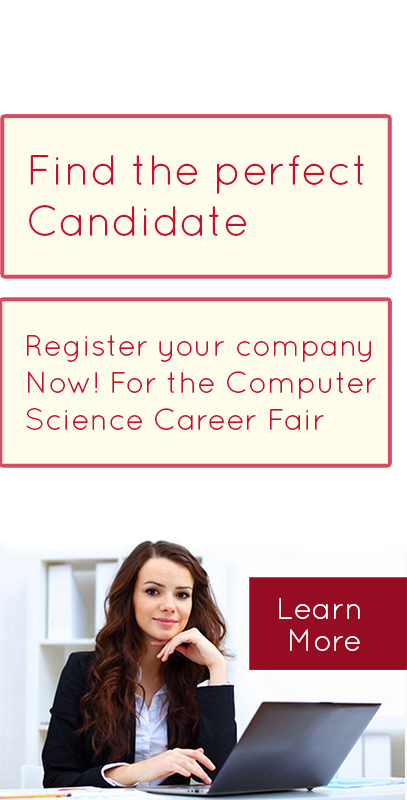 Find the perfect
Candidate
Register your company
Now! For the Computer
Science Career Fair
Learn
More